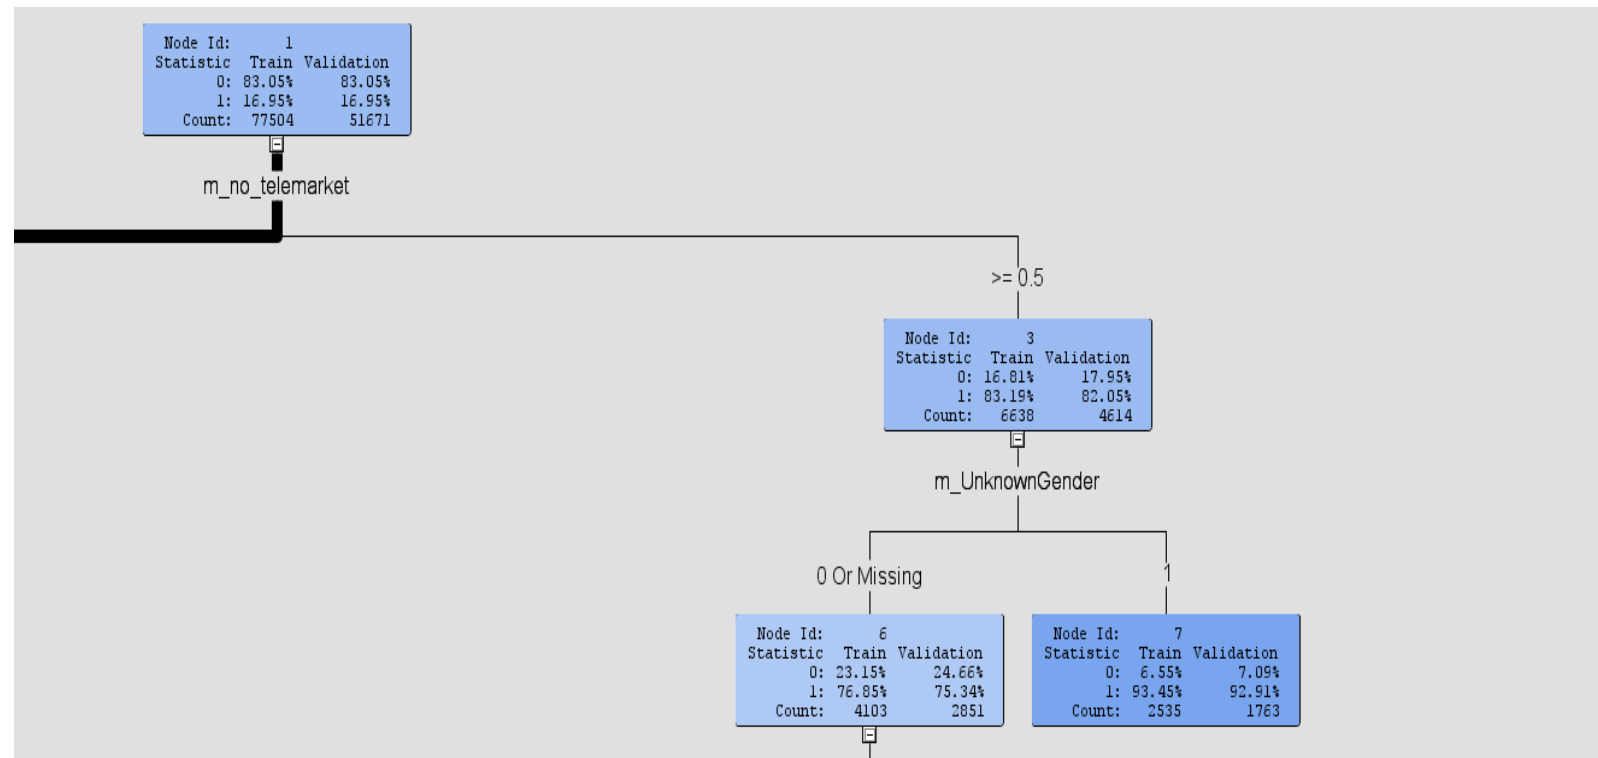 Node Id: 1
Statistic Train Validation
0: 83.05% 83.05%
1: 16.95% 16.95%
Count: 77504 51671
m_no_telemarket
>= 0.5
Node Id: 3
Statistic Train Validation
0: 16.81% 17.95%
1: 83.19% 82.05%
Count: 6638 4614
m_UnknownGender
0 Or Missing
1
Node Id: 6
Statistic Train Validation
0: 23.15% 24.66%
1: 76.85% 75.34%
Count: 4103 2851
Node Id: 7
Statistic Train Validation
0: 6.55% 7.09%
1: 93.45% 92.91%
Count: 2535 1763